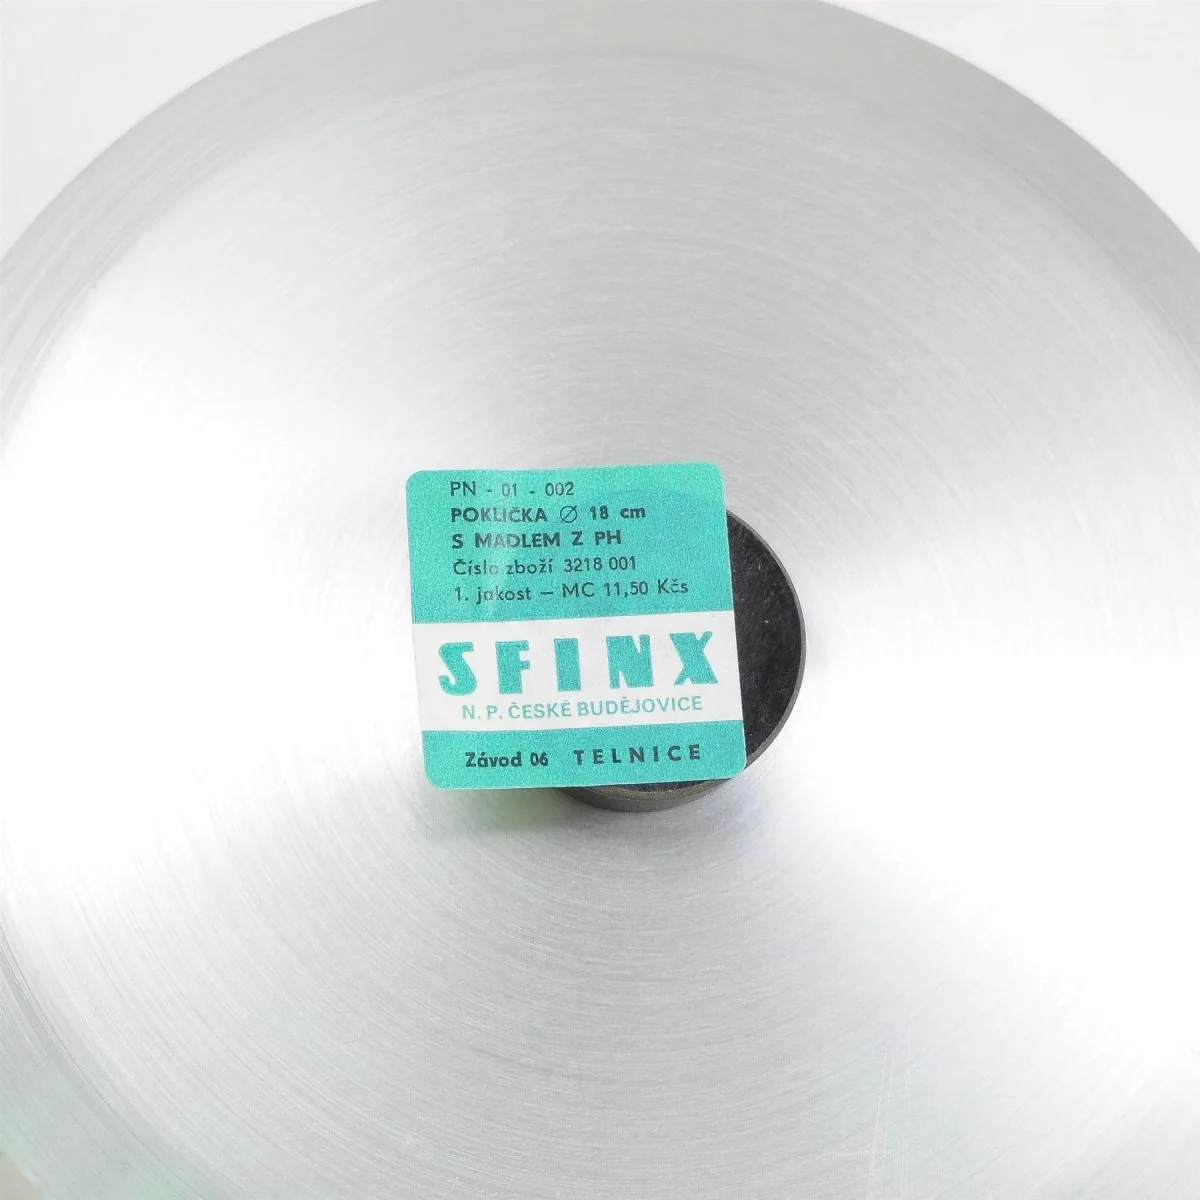 PN - 01 - 002
POKLIČKA ∅ 18 cm
S MADLEM Z PH
Číslo zboží 3218 001
1. jakost – MC 11,50 Kčs
SFINX
N. P. ČESKÉ BUDĚJOVICE
Závod 06 TELNICE